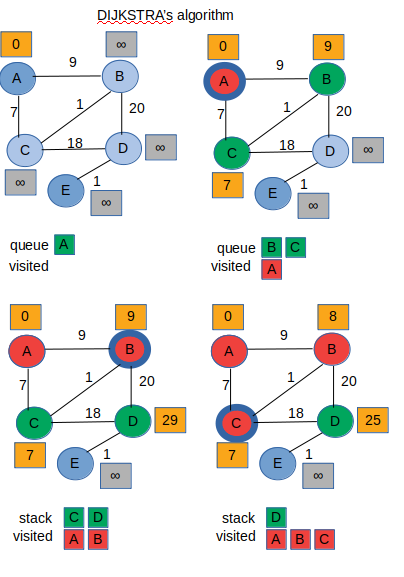 DIJKSTRA's algorithm
0 ∞
A 9 B
7 1 20
C 18 D ∞
∞ E 1 ∞
queue A
visited
0 9
A 9 B
7 1 20
C 18 D ∞
7 E 1 ∞
queue B C
visited A
0 9
A 9 B
7 1 20
C 18 D 29
7 E 1 ∞
stack C D
visited A B
0 8
A 9 B
7 1 20
C 18 D 25
7 E 1 ∞
stack D
visited A B C